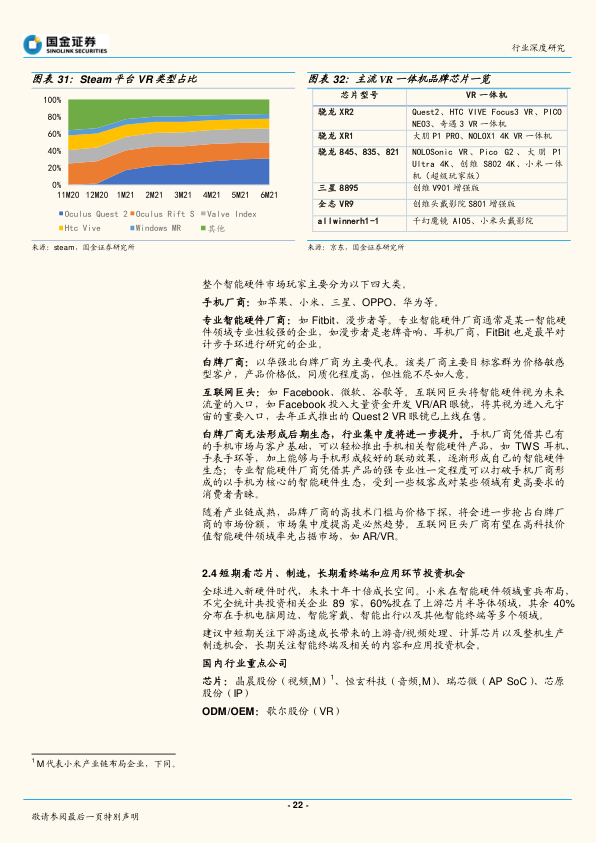 国金证券
SINOLINK SECURITIES
行业深度研究
图表 31：Steam 平台 VR 类型占比
100%
80%
60%
40%
20%
0%
11M20 12M20 1M21 2M21 3M21 4M21 5M21 6M21
Oculus Quest 2 Oculus Rift S Valve Index
Htc Vive Windows MR 其他
来源：steam，国金证券研究所
图表 32：主流 VR 一体机品牌芯片一览
芯片型号 VR 一体机
骁龙 XR2 Quest2、HTC VIVE Focus3 VR、PICO
NEO3、奇遇 3 VR 一体机
骁龙 XR1 大朋 P1 PRO、NOLOX1 4K VR 一体机
骁龙 845、835、821 NOLOSonic VR、Pico G2 、大朋 P1
Ultra 4K、创维 S802 4K、小米一体
机（超级玩家版）
三星 8895 创维 V901 增强版
全志 VR9 创维头戴影院 S801 增强版
allwinnerh1-1 千幻魔镜 AIO5、小米头戴影院
来源：京东，国金证券研究所
整个智能硬件市场玩家主要分为以下四大类。
手机厂商：如苹果、小米、三星、OPPO、华为等。
专业智能硬件厂商：如 Fitbit、漫步者等。专业智能硬件厂商通常是某一智能硬
件领域专业性较强的企业，如漫步者是老牌音响、耳机厂商，FitBit 也是最早对
计步手环进行研究的企业。
白牌厂商：以华强北白牌厂商为主要代表。该类厂商主要目标客群为价格敏感
型客户，产品价格低，同质化程度高，但性能不尽如人意。
互联网巨头：如 Facebook、微软、谷歌等。互联网巨头将智能硬件视为未来
流量的入口，如 Facebook 投入大量资金开发 VR/AR 眼镜，将其视为进入元宇
宙的重要入口，去年正式推出的 Quest 2 VR 眼镜已上线在售。
白牌厂商无法形成后期生态，行业集中度将进一步提升。手机厂商凭借其已有
的手机市场与客户基础，可以轻松推出手机相关智能硬件产品，如 TWS 耳机、
手表手环等，加上能够与手机形成较好的联动效果，逐渐形成自己的智能硬件
生态；专业智能硬件厂商凭借其产品的强专业性一定程度可以打破手机厂商形
成的以手机为核心的智能硬件生态，受到一些极客或对某些领域有更高要求的
消费者青睐。
随着产业链成熟，品牌厂商的高技术门槛与价格下探，将会进一步抢占白牌厂
商的市场份额，市场集中度提高是必然趋势。互联网巨头厂商有望在高科技价
值智能硬件领域率先占据市场，如 AR/VR。
2.4 短期看芯片、制造，长期看终端和应用环节投资机会
全球进入新硬件时代，未来十年十倍成长空间。小米在智能硬件领域重兵布局，
不完全统计共投资相关企业 89 家，60%投在了上游芯片半导体领域，其余 40%
分布在手机电脑周边、智能穿戴、智能出行以及其他智能终端等多个领域。
建议中短期关注下游高速成长带来的上游音/视频处理、计算芯片以及整机生产
制造机会，长期关注智能终端及相关的内容和应用投资机会。
国内行业重点公司
芯片：晶晨股份（视频,M）1、恒玄科技（音频,M）、瑞芯微（AP SoC）、芯原
股份（IP）
ODM/OEM：歌尔股份（VR）
1 M 代表小米产业链布局企业，下同。
- 22 -
敬请参阅最后一页特别声明